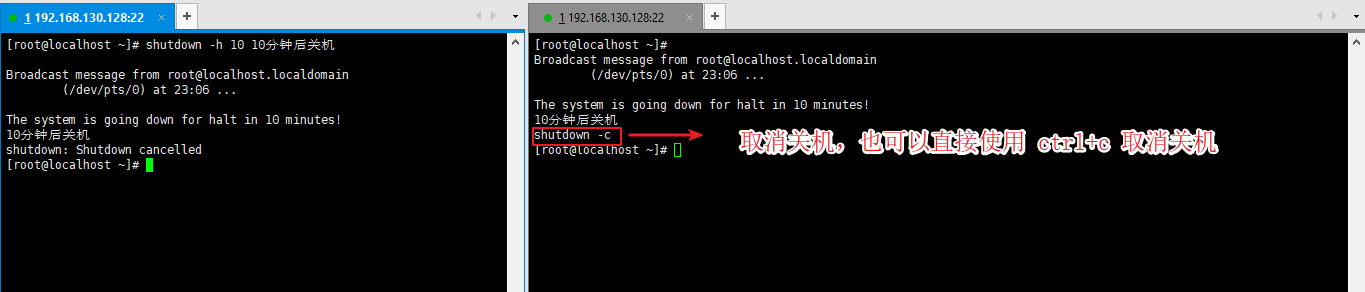 1 192.168.130.128:22 × +
[root@localhost ~]# shutdown -h 10 10分钟后关机
Broadcast message from root@localhost.localdomain
(/dev/pts/0) at 23:06 ...
The system is going down for halt in 10 minutes!
10分钟后关机
shutdown: Shutdown cancelled
[root@localhost ~]#
1 192.168.130.128:22 × +
[root@localhost ~]#
Broadcast message from root@localhost.localdomain
(/dev/pts/0) at 23:06 ...
The system is going down for halt in 10 minutes!
10分钟后关机
shutdown -c
[root@localhost ~]#
取消关机，也可以直接使用 ctrl+c 取消关机